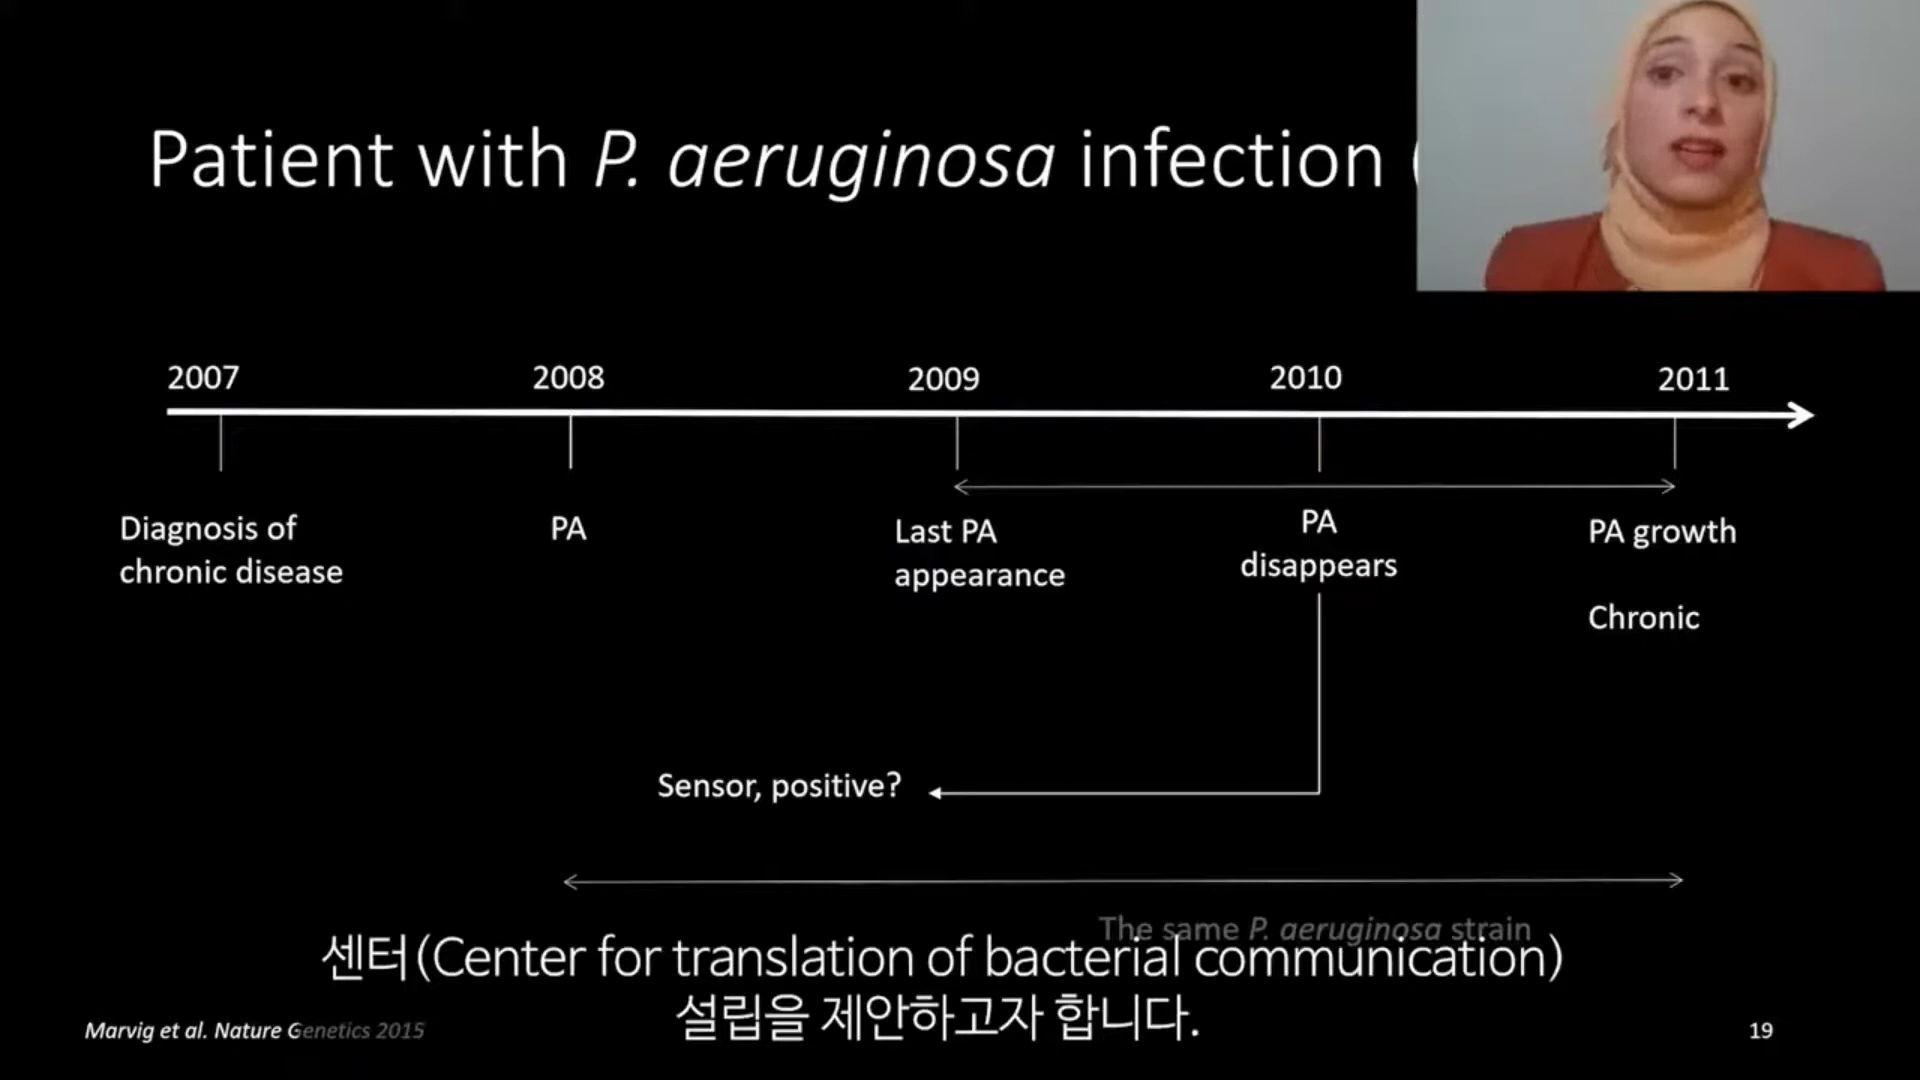 Patient with P. aeruginosa infection (
2007
2008
2009
2010
2011
Diagnosis of
chronic disease
PA
Last PA
appearance
PA
disappears
PA growth
Chronic
Sensor, positive?
The same P. aeruginosa strain
센터(Center for translation of bacterial communication)
설립을 제안하고자 합니다.
Marvig et al. Nature Genetics 2015
19